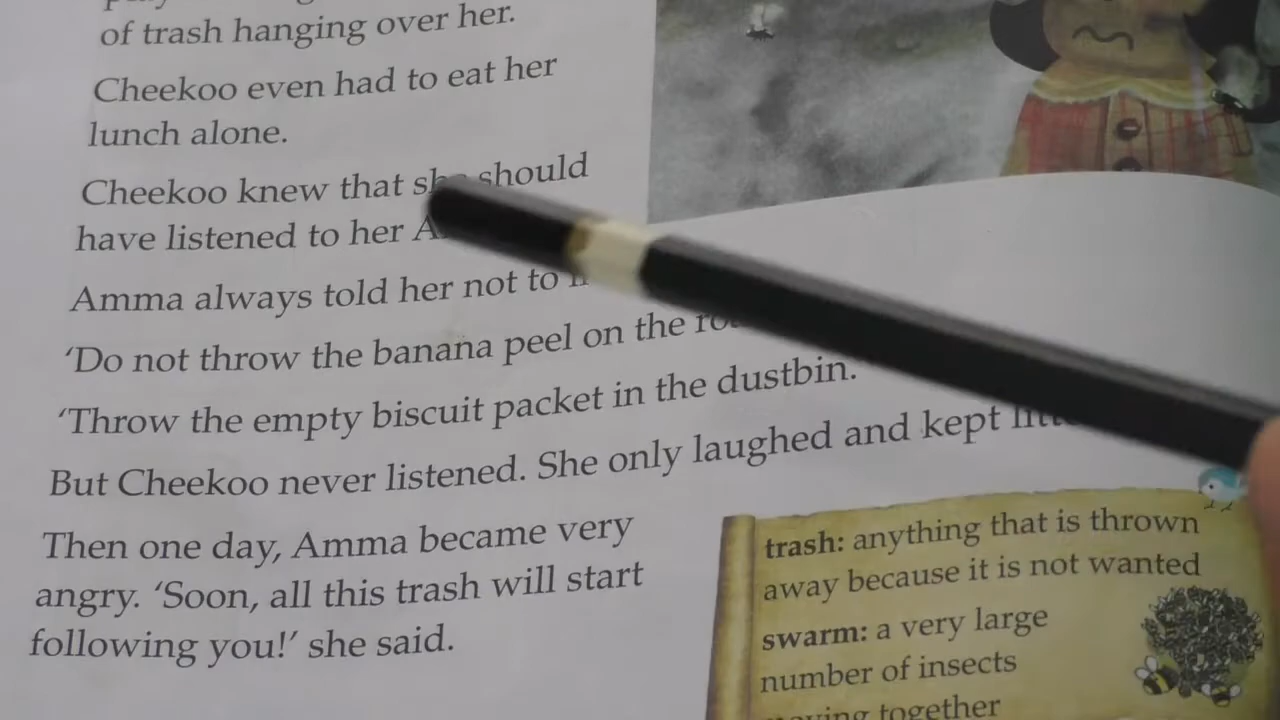 of trash hanging over her.
Cheekoo even had to eat her
lunch alone.
Cheekoo knew that she should
have listened to her
Amma always told her not to
‘Do not throw the banana peel on the
‘Throw the empty biscuit packet in the dustbin.
But Cheekoo never listened. She only laughed and kept
Then one day, Amma became very
angry. ‘Soon, all this trash will start
following you!’ she said.
trash: anything that is thrown
away because it is not wanted
swarm: a very large
number of insects
moving together